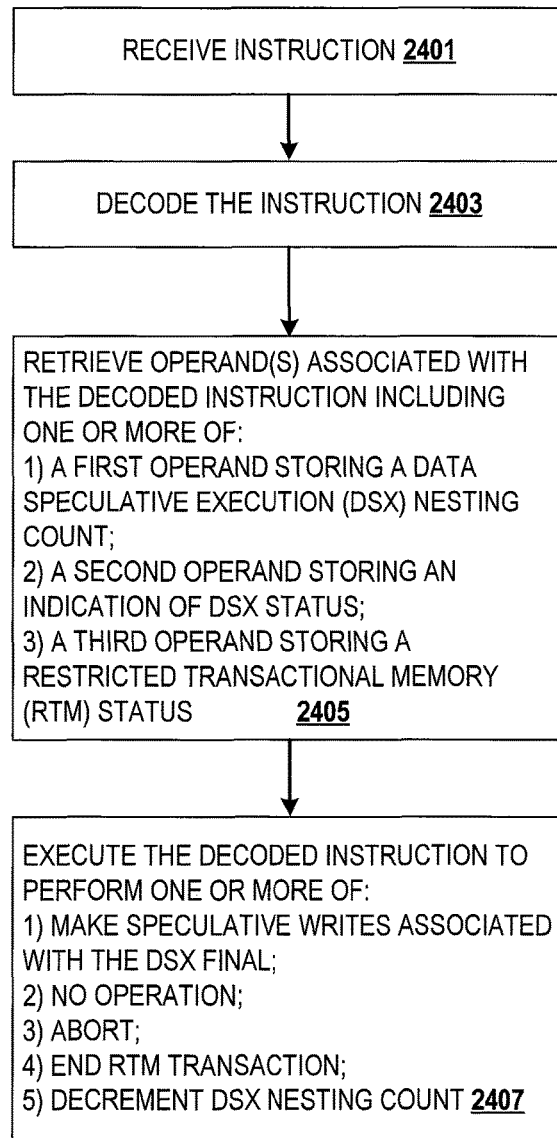 RECEIVE INSTRUCTION 2401
DECODE THE INSTRUCTION 2403
RETRIEVE OPERAND(S) ASSOCIATED WITH
THE DECODED INSTRUCTION INCLUDING
ONE OR MORE OF:
1) A FIRST OPERAND STORING A DATA
SPECULATIVE EXECUTION (DSX) NESTING
COUNT;
2) A SECOND OPERAND STORING AN
INDICATION OF DSX STATUS;
3) A THIRD OPERAND STORING A
RESTRICTED TRANSACTIONAL MEMORY
(RTM) STATUS 2405
EXECUTE THE DECODED INSTRUCTION TO
PERFORM ONE OR MORE OF:
1) MAKE SPECULATIVE WRITES ASSOCIATED
WITH THE DSX FINAL;
2) NO OPERATION;
3) ABORT;
4) END RTM TRANSACTION;
5) DECREMENT DSX NESTING COUNT 2407